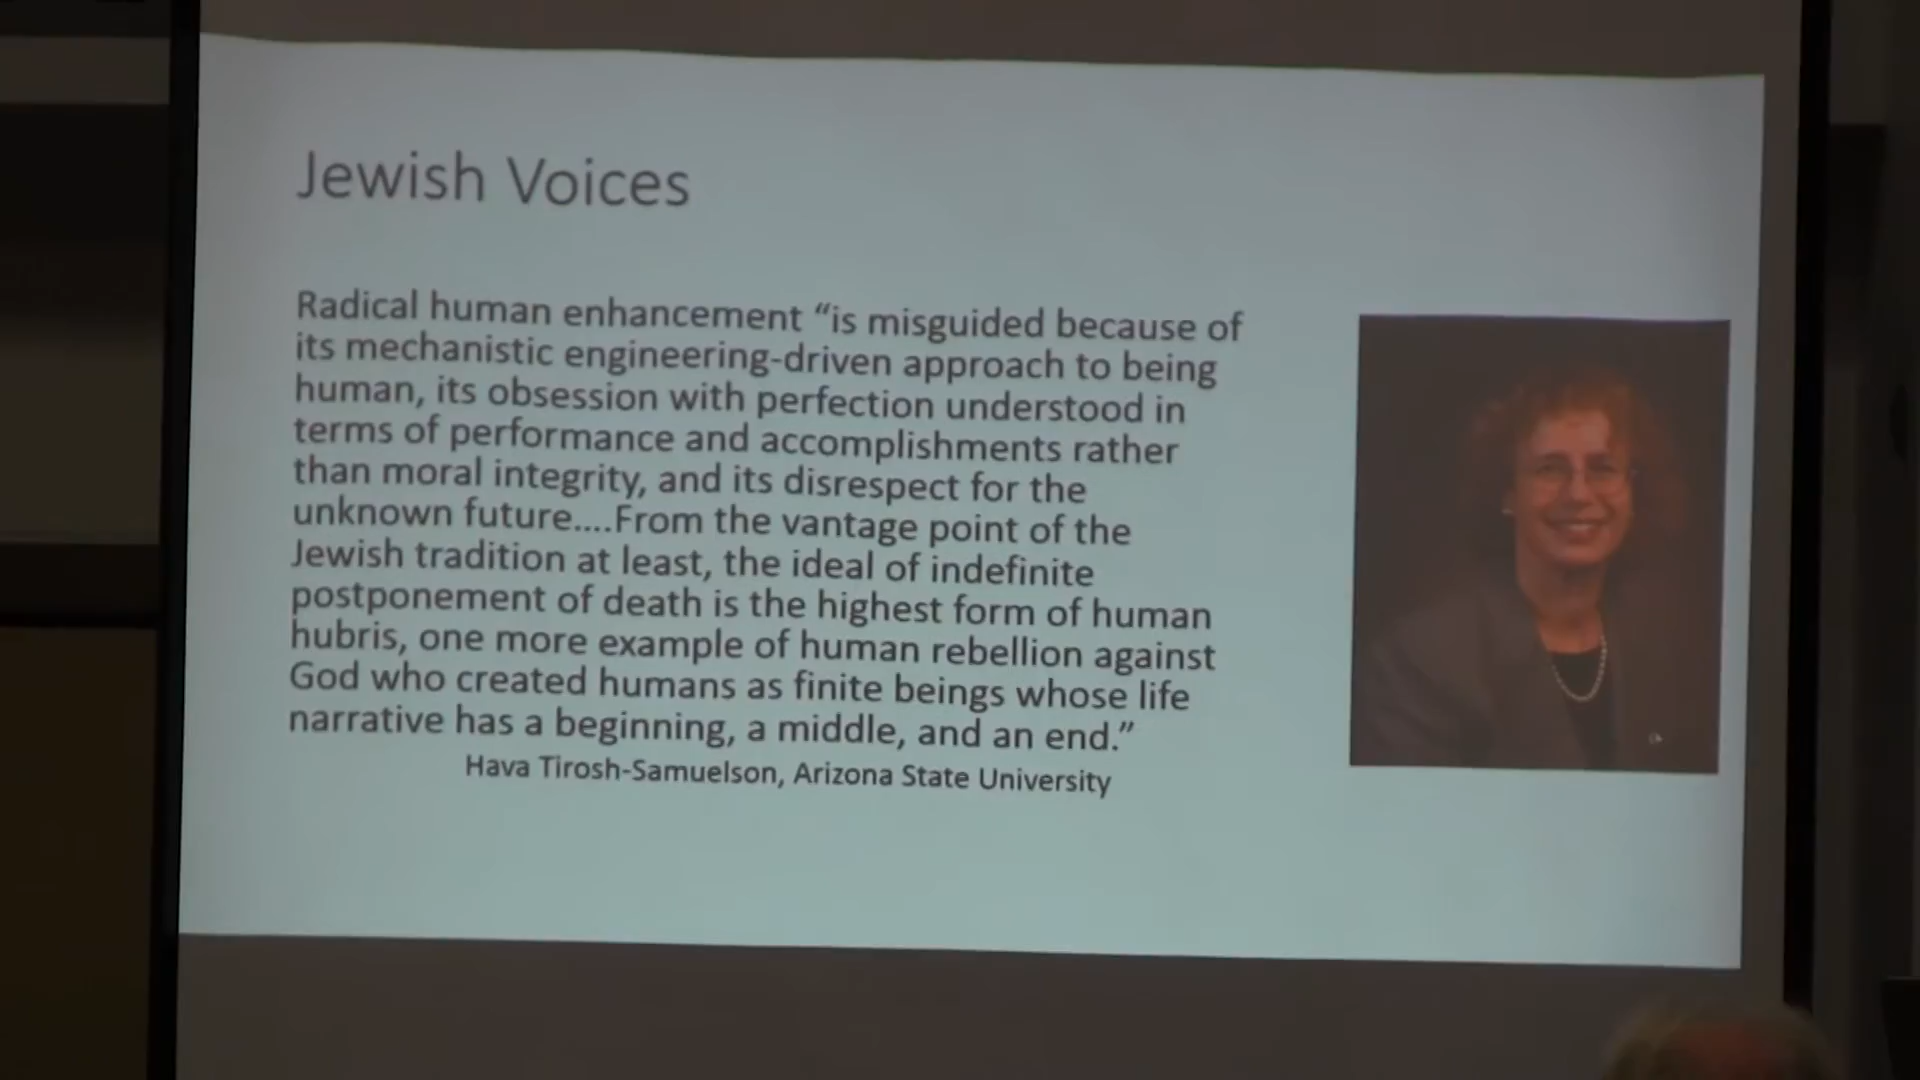 Jewish Voices
Radical human enhancement “is misguided because of
its mechanistic engineering-driven approach to being
human, its obsession with perfection understood in
terms of performance and accomplishments rather
than moral integrity, and its disrespect for the
unknown future....From the vantage point of the
Jewish tradition at least, the ideal of indefinite
postponement of death is the highest form of human
hubris, one more example of human rebellion against
God who created humans as finite beings whose life
narrative has a beginning, a middle, and an end.”
Hava Tirosh-Samuelson, Arizona State University